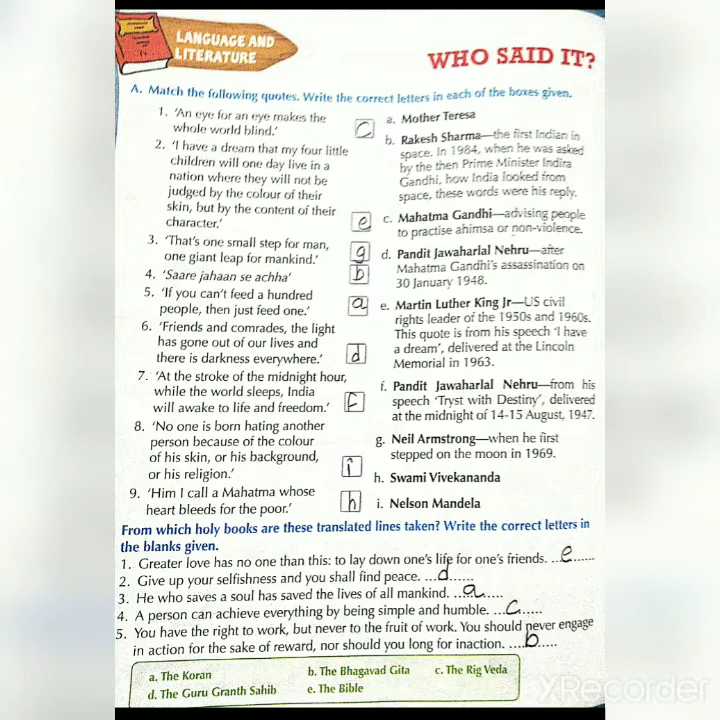 LANGUAGE AND
LITERATURE
WHO SAID IT?
A. Match the following quotes. Write the correct letters in each of the boxes given.
1. 'An eye for an eye makes the
whole world blind.'
C
2. 'I have a dream that my four little
children will one day live in a
nation where they will not be
judged by the colour of their
skin, but by the content of their
character.'
e
3. 'That's one small step for man,
one giant leap for mankind.'
g
4. 'Saare jahaan se achha'
b
5. 'If you can't feed a hundred
people, then just feed one.'
a
6. 'Friends and comrades, the light
has gone out of our lives and
there is darkness everywhere.'
d
7. 'At the stroke of the midnight hour,
while the world sleeps, India
will awake to life and freedom.'
f
8. 'No one is born hating another
person because of the colour
of his skin, or his background,
or his religion.'
i
9. 'Him I call a Mahatma whose
heart bleeds for the poor.'
h
a. Mother Teresa
b. Rakesh Sharma—the first Indian in
space. In 1984, when he was asked
by the then Prime Minister Indira
Gandhi, how India looked from
space, these words were his reply.
c. Mahatma Gandhi—advising people
to practise ahimsa or non-violence.
d. Pandit Jawaharlal Nehru—after
Mahatma Gandhi's assassination on
30 January 1948.
e. Martin Luther King Jr—US civil
rights leader of the 1950s and 1960s.
This quote is from his speech 'I have
a dream', delivered at the Lincoln
Memorial in 1963.
f. Pandit Jawaharlal Nehru—from his
speech 'Tryst with Destiny', delivered
at the midnight of 14-15 August, 1947.
g. Neil Armstrong—when he first
stepped on the moon in 1969.
h. Swami Vivekananda
i. Nelson Mandela
From which holy books are these translated lines taken? Write the correct letters in
the blanks given.
1. Greater love has no one than this: to lay down one's life for one's friends. ...e......
2. Give up your selfishness and you shall find peace. ...d......
3. He who saves a soul has saved the lives of all mankind. ...a......
4. A person can achieve everything by being simple and humble. ...c......
5. You have the right to work, but never to the fruit of work. You should never engage
in action for the sake of reward, nor should you long for inaction. ....b.....
a. The Koran b. The Bhagavad Gita c. The Rig Veda
d. The Guru Granth Sahib e. The Bible
XRecorder